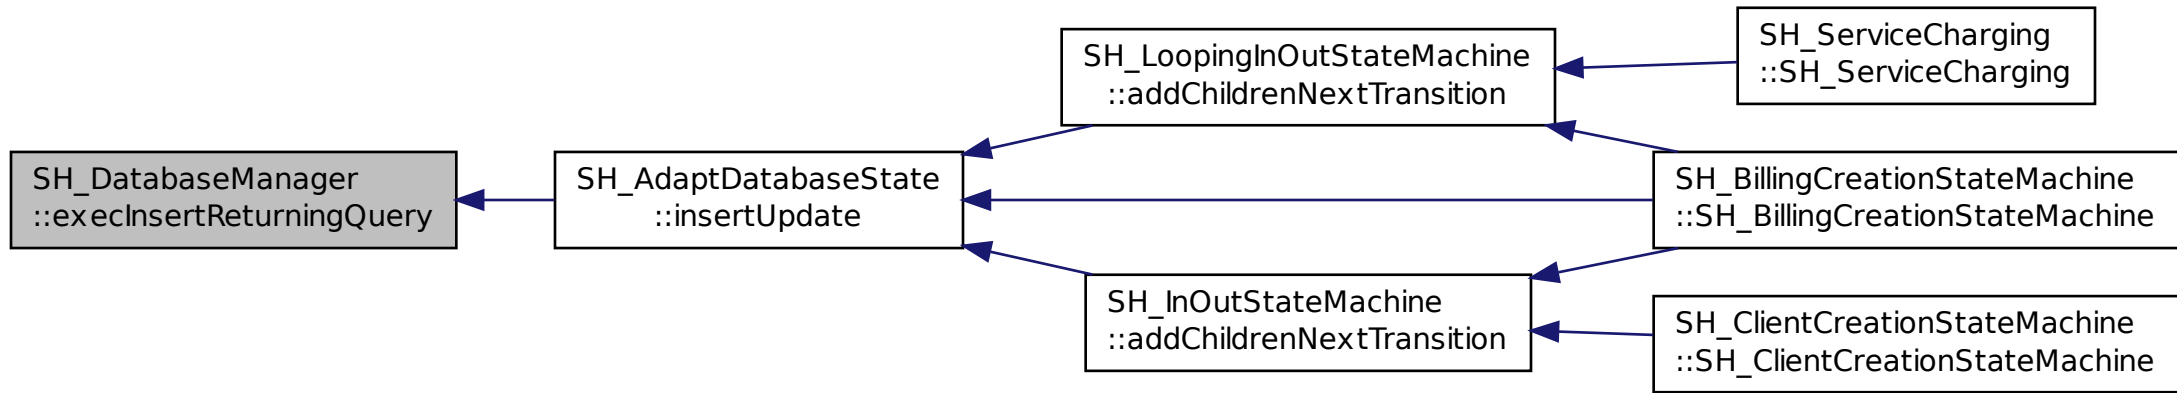 SH_DatabaseManager
::execInsertReturningQuery
SH_AdaptDatabaseState
::insertUpdate
SH_LoopingInOutStateMachine
::addChildrenNextTransition
SH_InOutStateMachine
::addChildrenNextTransition
SH_ServiceCharging
::SH_ServiceCharging
SH_BillingCreationStateMachine
::SH_BillingCreationStateMachine
SH_ClientCreationStateMachine
::SH_ClientCreationStateMachine